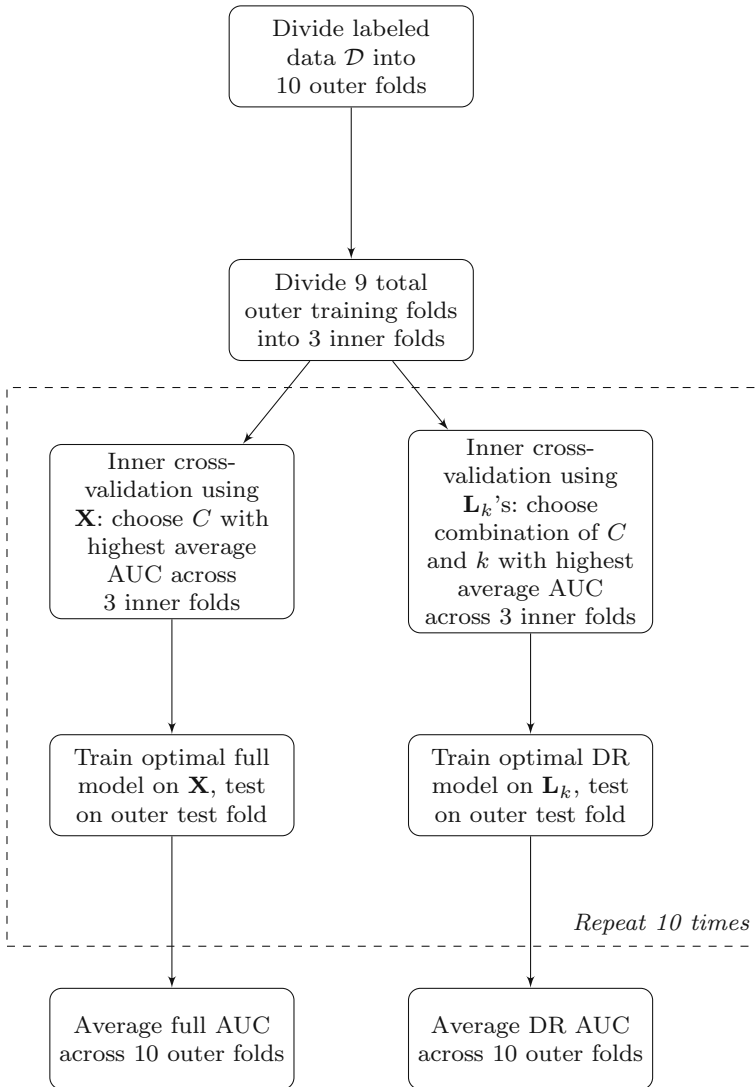 Divide labeled
data 𝒟 into
10 outer folds
Divide 9 total
outer training folds
into 3 inner folds
Inner cross-
validation using
X: choose C with
highest average
AUC across
3 inner folds
Inner cross-
validation using
Lₖ's: choose
combination of C
and k with highest
average AUC
across 3 inner folds
Train optimal full
model on X, test
on outer test fold
Train optimal DR
model on Lₖ, test
on outer test fold
Repeat 10 times
Average full AUC
across 10 outer folds
Average DR AUC
across 10 outer folds